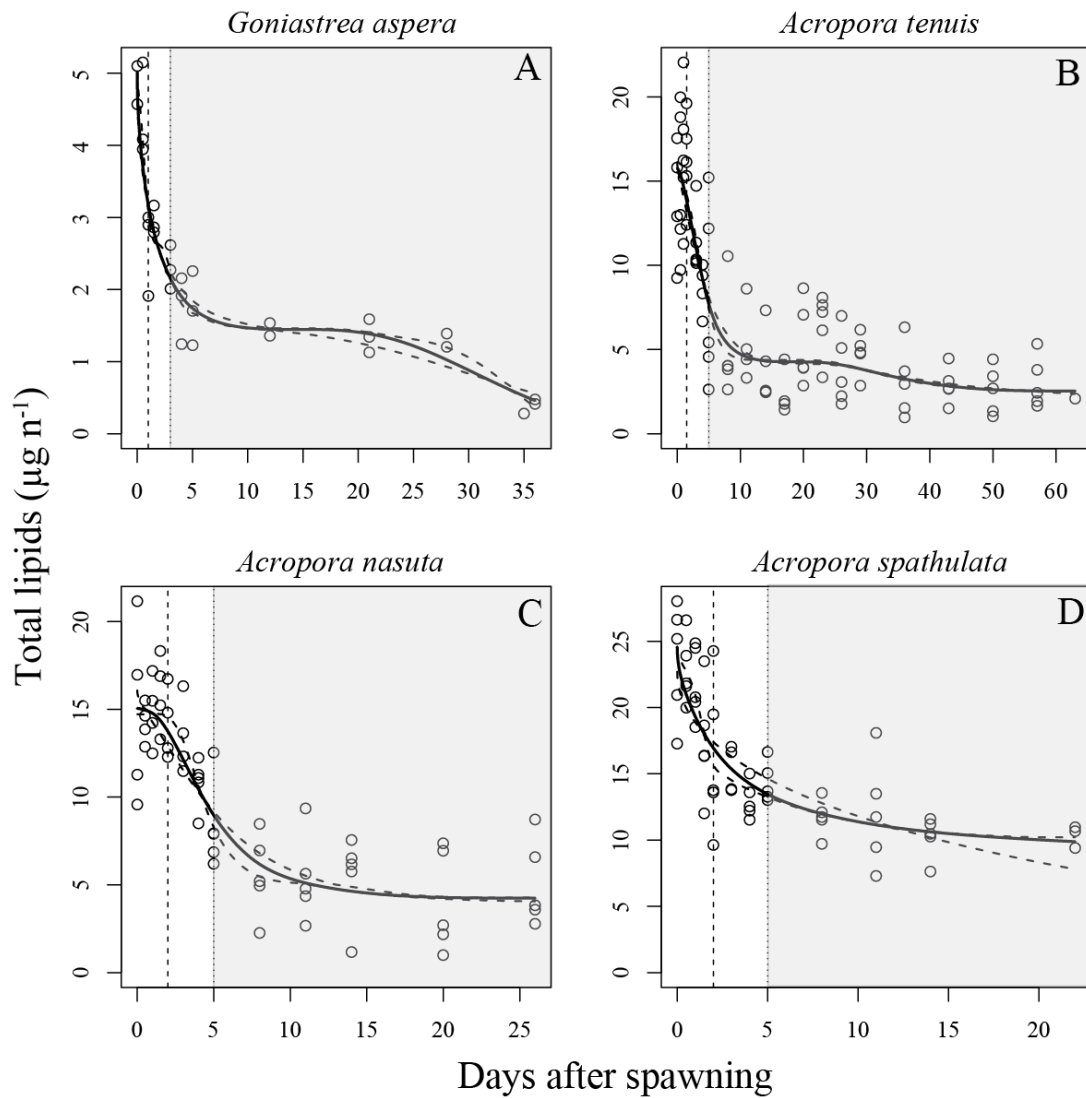 Goniastrea aspera
Acropora tenuis
A
B
0 1 2 3 4 5
0 5 10 15 20
0 5 10 15 20 25 30 35
0 10 20 30 40 50 60
Total lipids (µg n⁻¹)
Acropora nasuta
Acropora spathulata
C
D
0 5 10 15 20
0 5 10 15 20 25
0 5 10 15 20 25
0 5 10 15 20
Days after spawning